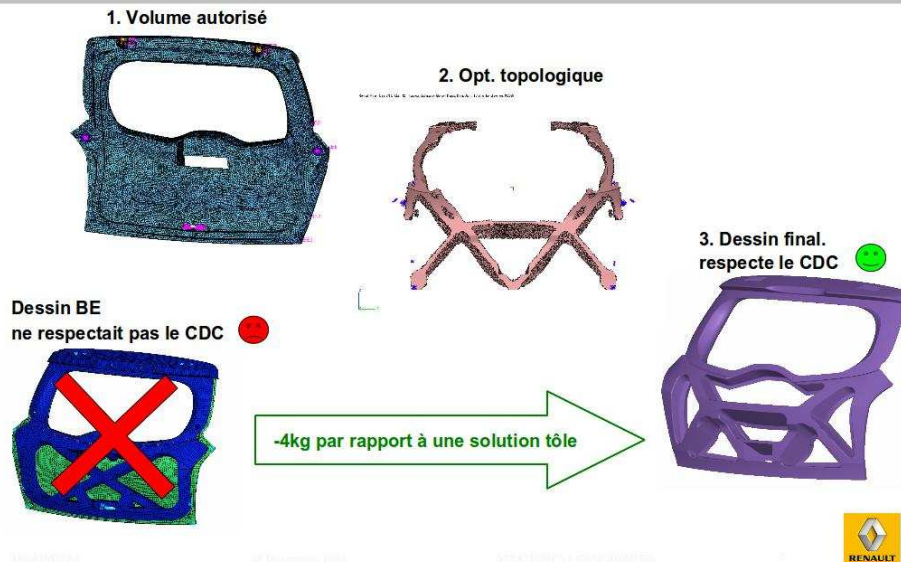 1. Volume autorisé
2. Opt. topologique
3. Dessin final.
respecte le CDC
Dessin BE
ne respectait pas le CDC
-4kg par rapport à une solution tôle
RENAULT